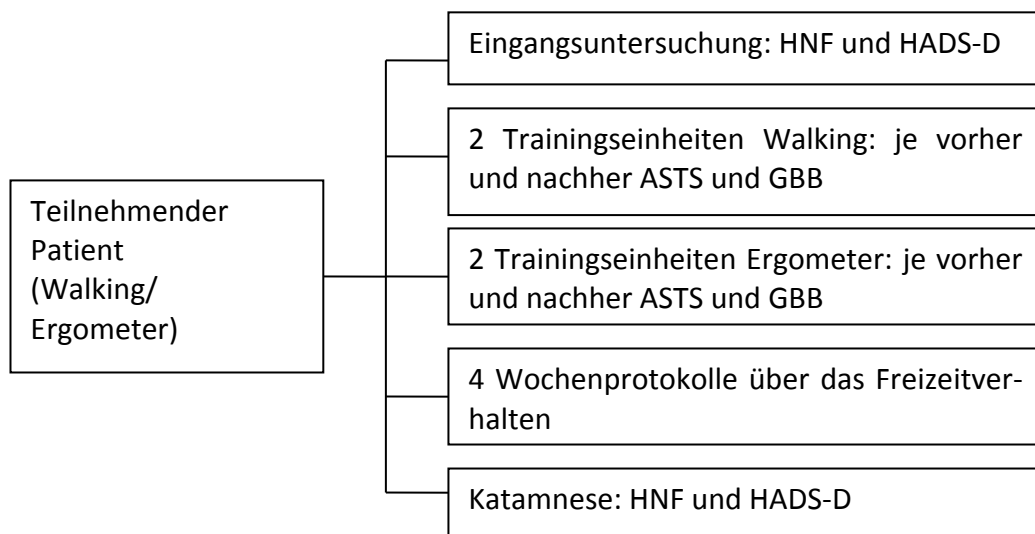 Teilnehmender
Patient
(Walking/
Ergometer)
Eingangsuntersuchung: HNF und HADS-D
2 Trainingseinheiten Walking: je vorher
und nachher ASTS und GBB
2 Trainingseinheiten Ergometer: je vorher
und nachher ASTS und GBB
4 Wochenprotokolle über das Freizeitver-
halten
Katamnese: HNF und HADS-D